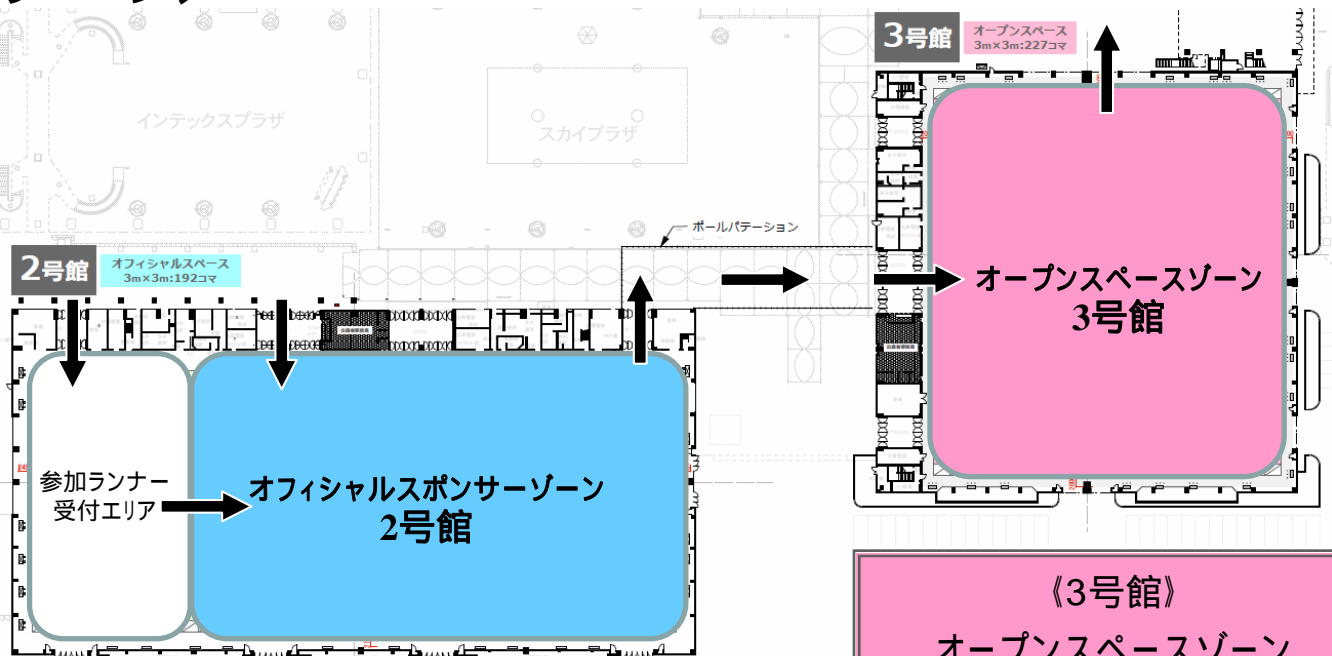 3号館
オープンスペース
3m×3m:227コマ
インテックスプラザ
スカイプラザ
ポールパテーション
2号館
オフィシャルスペース
3m×3m:192コマ
オープンスペースゾーン
3号館
参加ランナー
受付エリア
オフィシャルスポンサーゾーン
2号館
《3号館》
オープンスペースゾーン